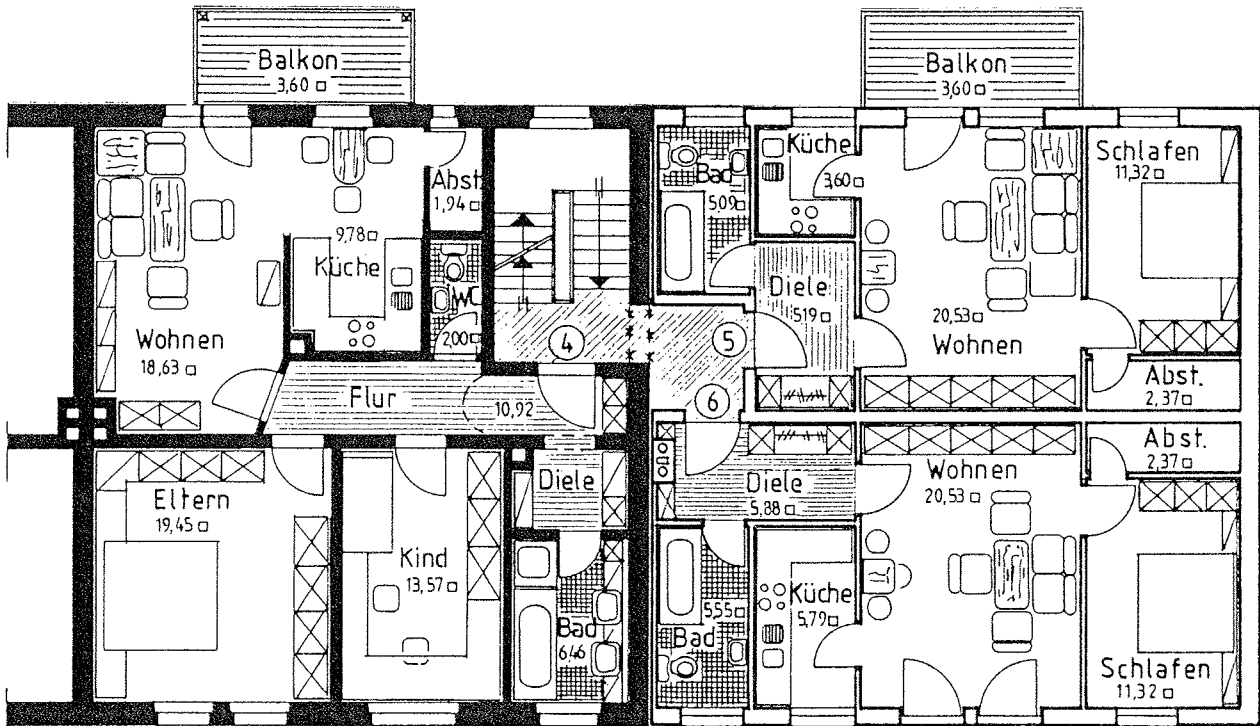 Balkon
3,60
Balkon
3,60
Abst.
1,94
9,78
Küche
WC
2,00
Wohnen
18,63
Flur
10,92
4
Eltern
19,45
Kind
13,57
Diele
Bad
6,46
Bad
5,09
Küche
3,60
Diele
5,19
5
6
20,53
Wohnen
Schlafen
11,32
Abst.
2,37
Abst.
2,37
Wohnen
20,53
Diele
5,88
5,55
Bad
Küche
5,79
Schlafen
11,32